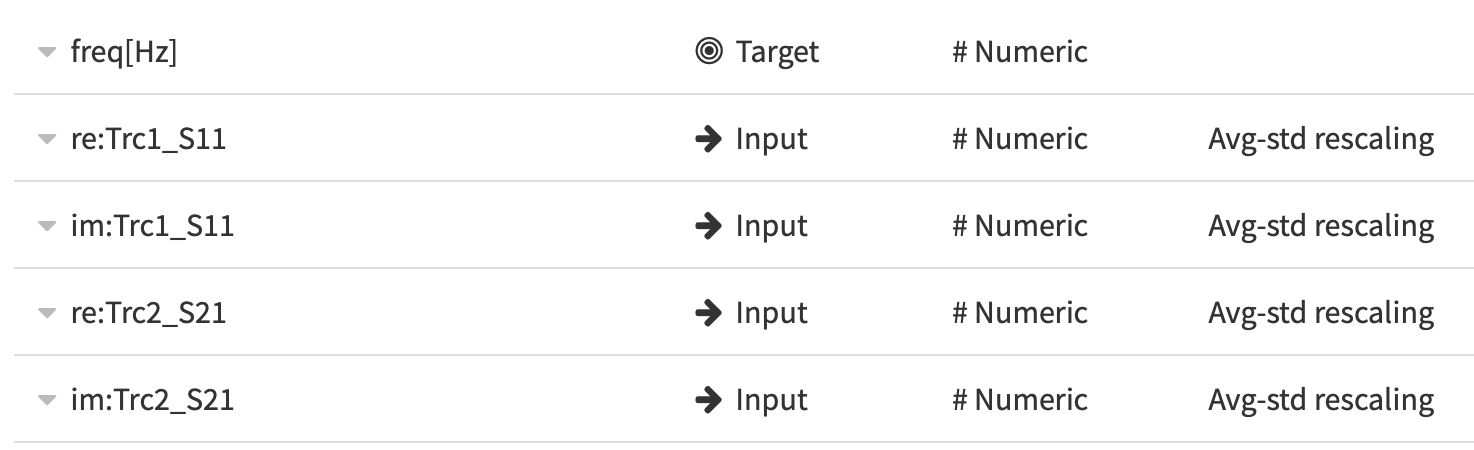 freq[Hz] Target # Numeric
re:Trc1_S11 Input # Numeric Avg-std rescaling
im:Trc1_S11 Input # Numeric Avg-std rescaling
re:Trc2_S21 Input # Numeric Avg-std rescaling
im:Trc2_S21 Input # Numeric Avg-std rescaling